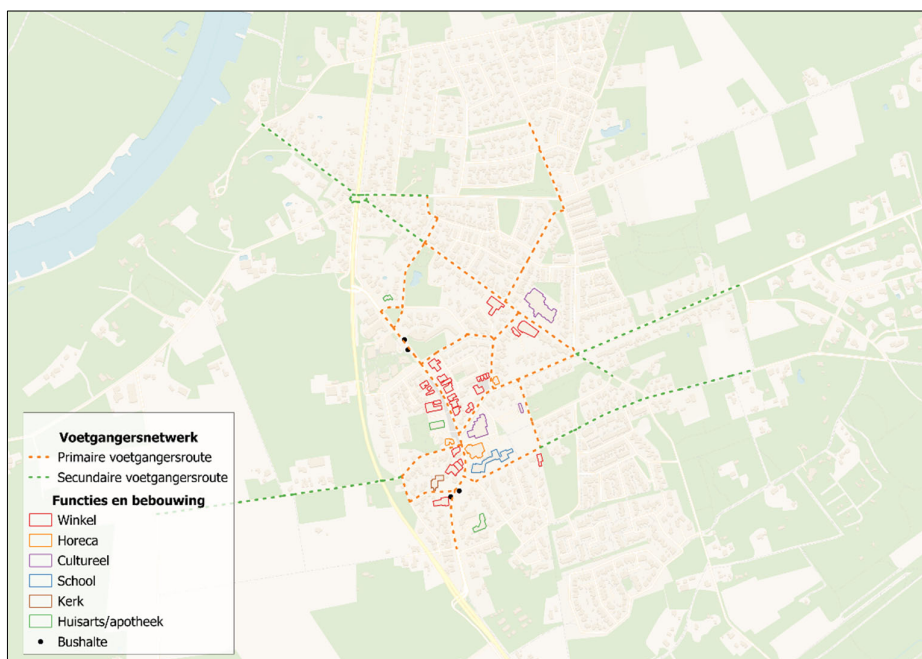 Voetgangersnetwerk
Primaire voetgangersroute
Secundaire voetgangersroute
Functies en bebouwing
Winkel
Horeca
Cultureel
School
Kerk
Huisarts/apotheek
Bushalte